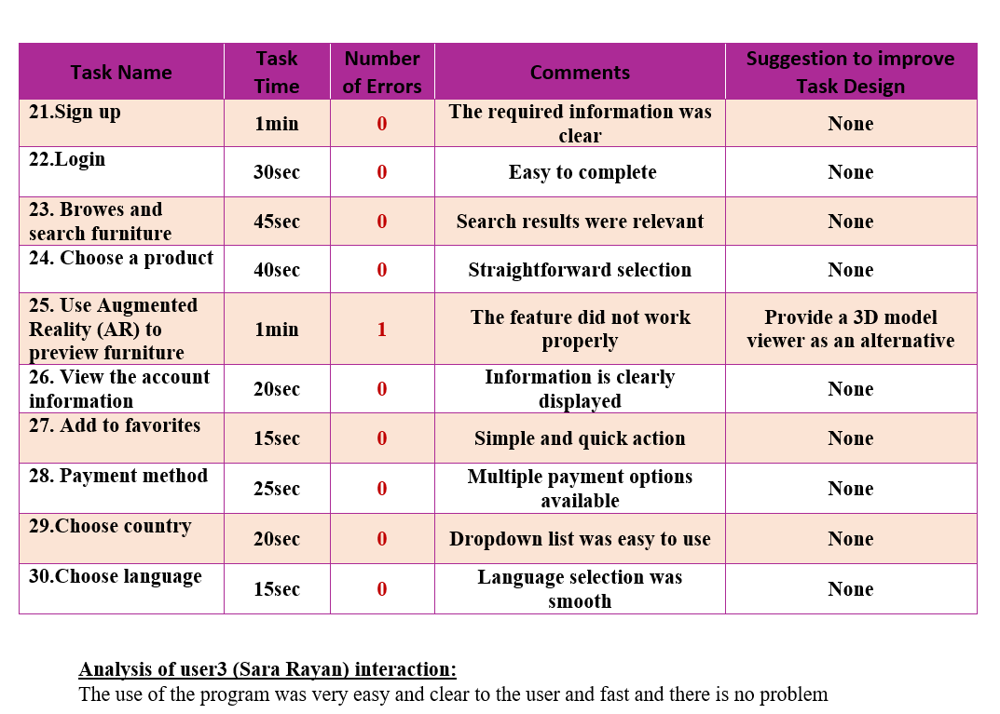 Task Name
Task
Time
Number
of Errors
Comments
Suggestion to improve
Task Design
21.Sign up
1min
0
The required information was
clear
None
22.Login
30sec
0
Easy to complete
None
23. Browes and
search furniture
45sec
0
Search results were relevant
None
24. Choose a product
40sec
0
Straightforward selection
None
25. Use Augmented
Reality (AR) to
preview furniture
1min
1
The feature did not work
properly
Provide a 3D model
viewer as an alternative
26. View the account
information
20sec
0
Information is clearly
displayed
None
27. Add to favorites
15sec
0
Simple and quick action
None
28. Payment method
25sec
0
Multiple payment options
available
None
29.Choose country
20sec
0
Dropdown list was easy to use
None
30.Choose language
15sec
0
Language selection was
smooth
None
Analysis of user3 (Sara Rayan) interaction:
The use of the program was very easy and clear to the user and fast and there is no problem